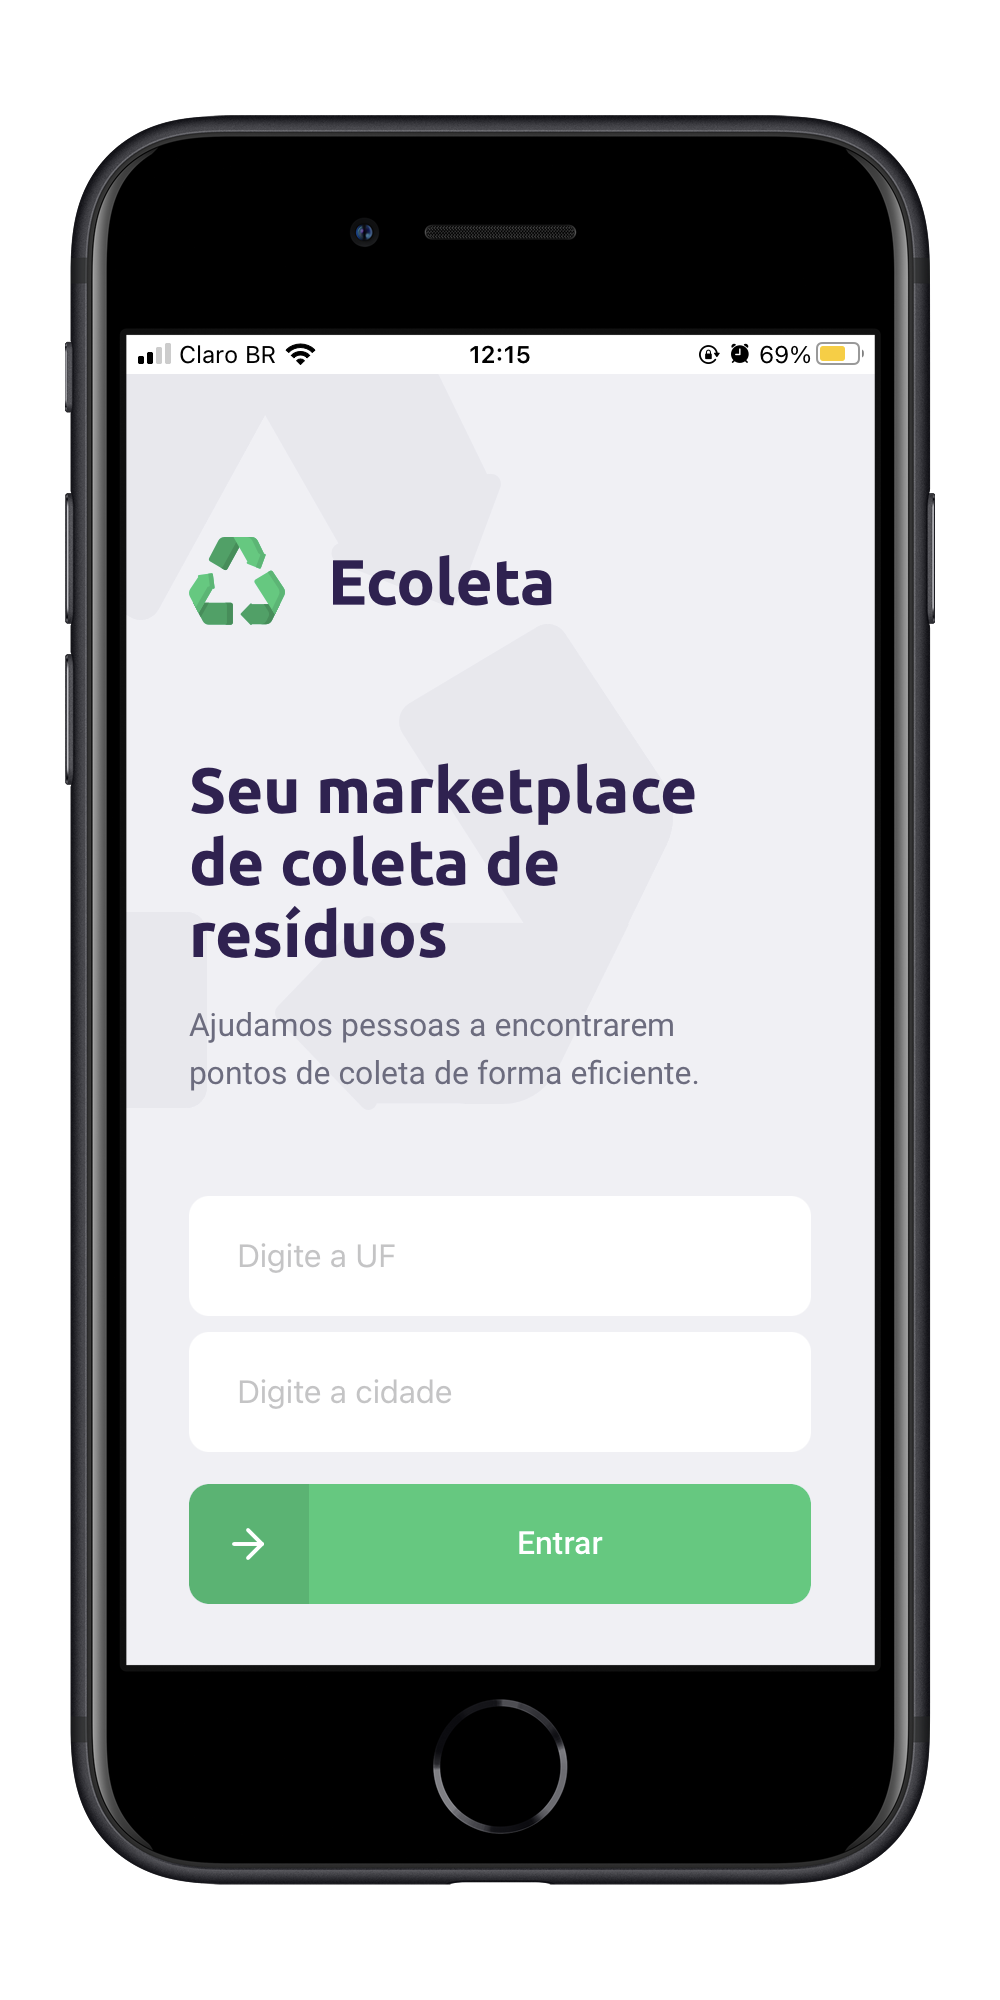 Claro BR 12:15 69%
Ecoleta
Seu marketplace
de coleta de
resíduos
Ajudamos pessoas a encontrarem
pontos de coleta de forma eficiente.
Digite a UF
Digite a cidade
Entrar